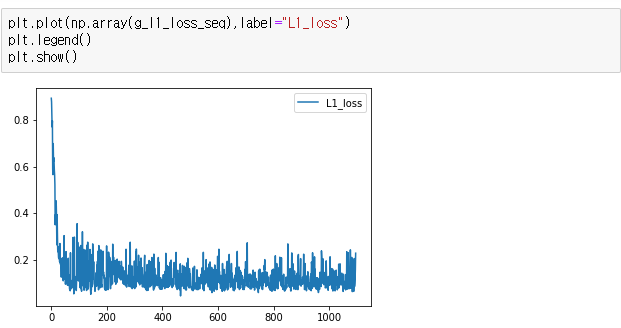 plt.plot(np.array(g_l1_loss_seq),label="L1_loss")
plt.legend()
plt.show()
L1_loss
0.8
0.6
0.4
0.2
0 200 400 600 800 1000